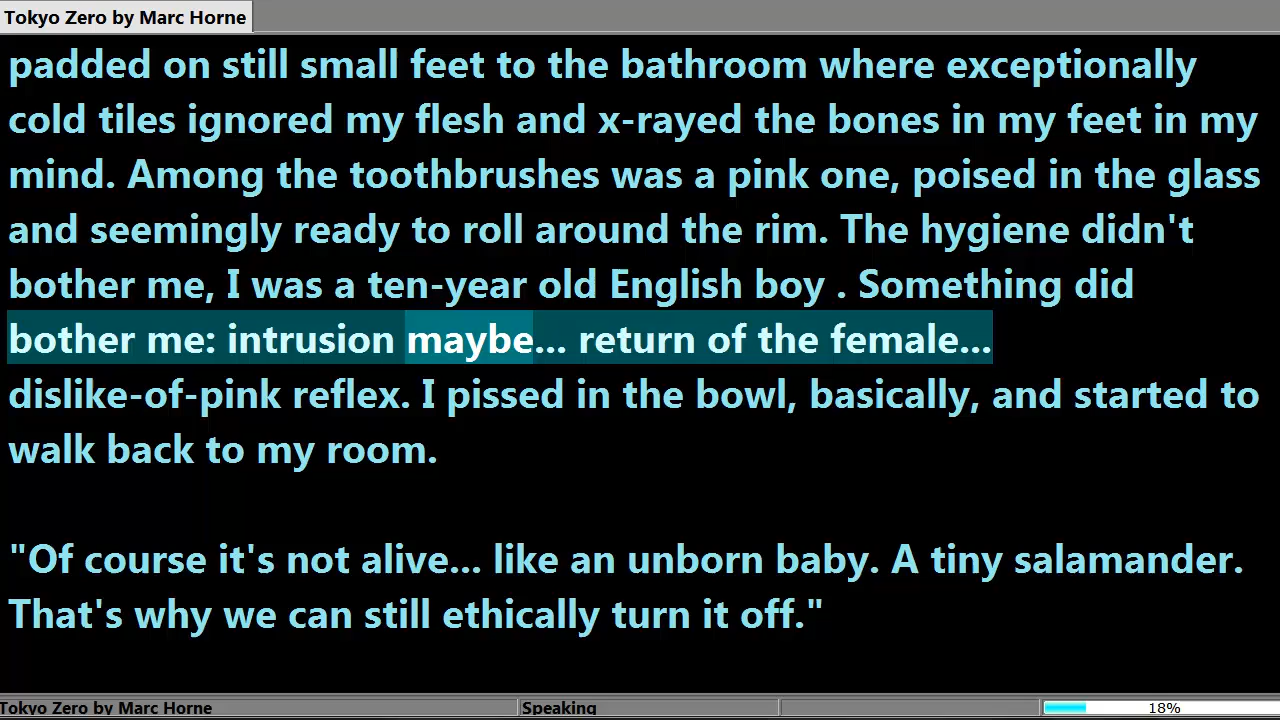 Tokyo Zero by Marc Horne
padded on still small feet to the bathroom where exceptionally
cold tiles ignored my flesh and x-rayed the bones in my feet in my
mind. Among the toothbrushes was a pink one, poised in the glass
and seemingly ready to roll around the rim. The hygiene didn't
bother me, I was a ten-year old English boy . Something did
bother me: intrusion maybe... return of the female...
dislike-of-pink reflex. I pissed in the bowl, basically, and started to
walk back to my room.
"Of course it's not alive... like an unborn baby. A tiny salamander.
That's why we can still ethically turn it off."
Tokyo Zero by Marc Horne Speaking 18%